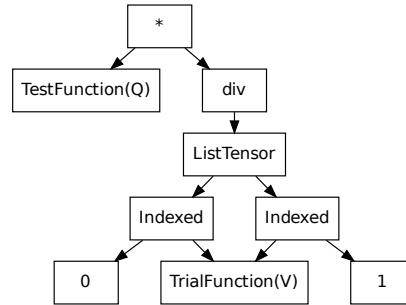 *
TestFunction(Q)
div
ListTensor
Indexed
Indexed
0
TrialFunction(V)
1